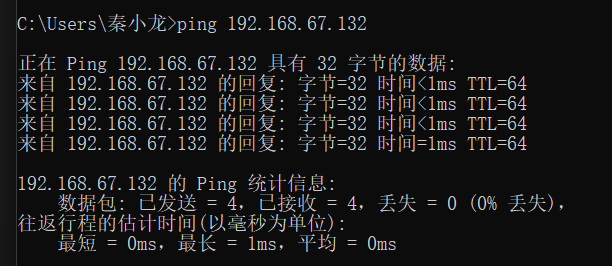 C:\Users\秦小龙>ping 192.168.67.132
正在 Ping 192.168.67.132 具有 32 字节的数据:
来自 192.168.67.132 的回复: 字节=32 时间<1ms TTL=64
来自 192.168.67.132 的回复: 字节=32 时间<1ms TTL=64
来自 192.168.67.132 的回复: 字节=32 时间<1ms TTL=64
来自 192.168.67.132 的回复: 字节=32 时间=1ms TTL=64
192.168.67.132 的 Ping 统计信息:
数据包: 已发送 = 4，已接收 = 4，丢失 = 0 (0% 丢失)，
往返行程的估计时间(以毫秒为单位):
最短 = 0ms，最长 = 1ms，平均 = 0ms